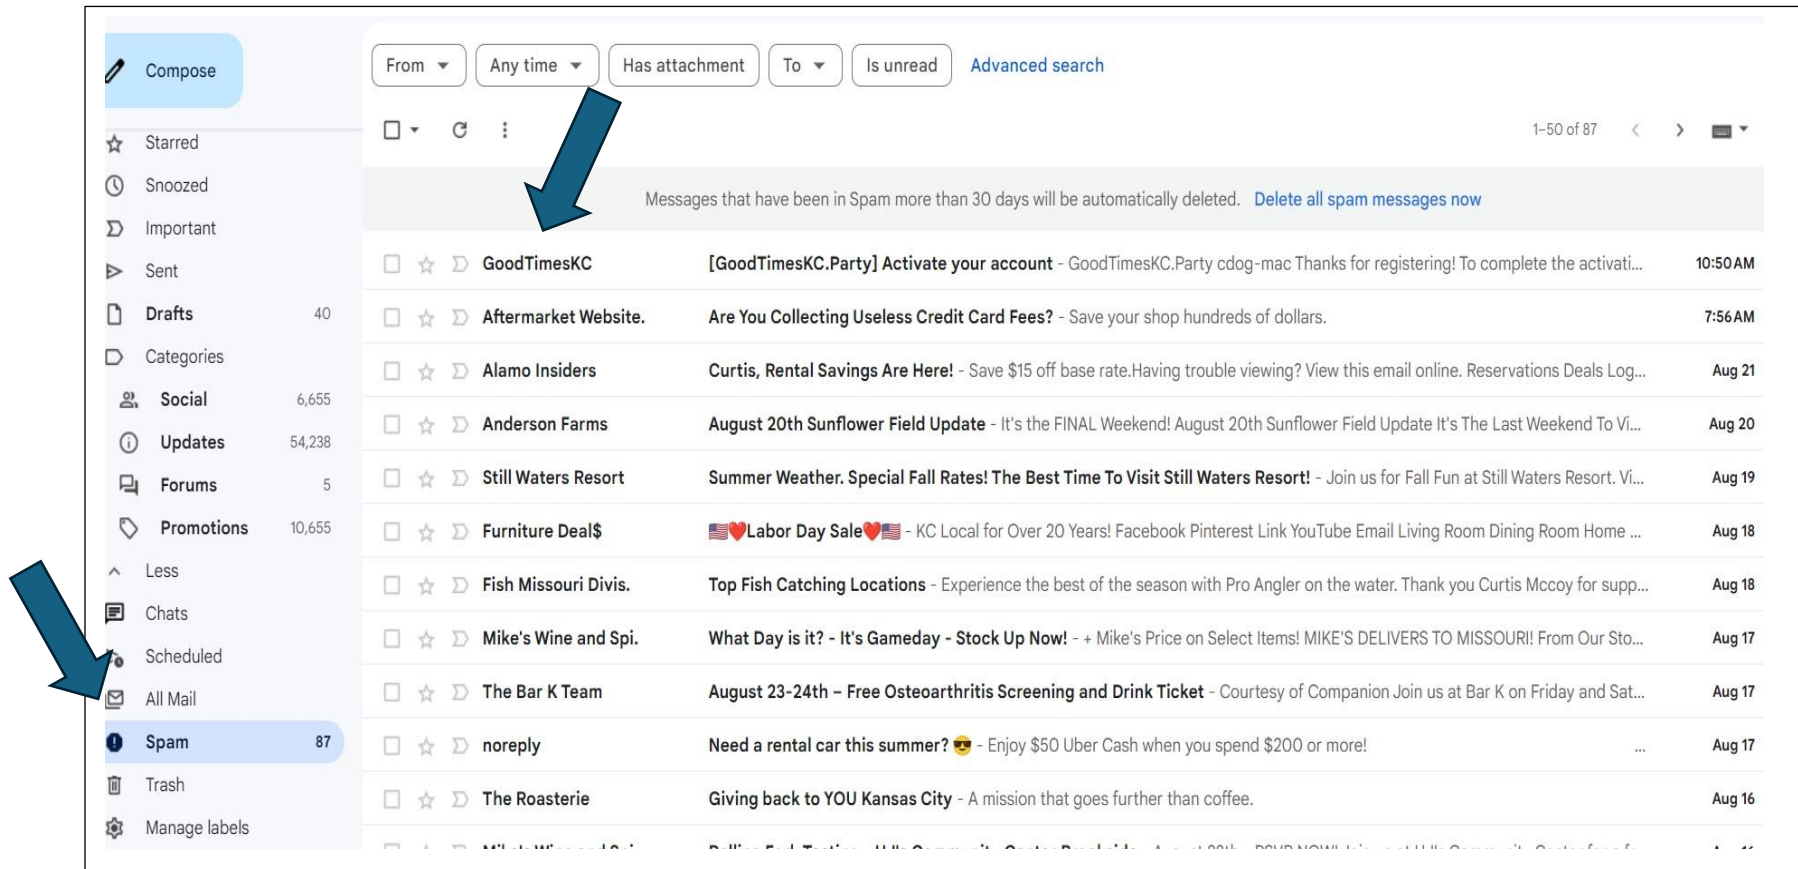 Compose
Starred
Snoozed
Important
Sent
Drafts 40
Categories
Social 6,655
Updates 54,238
Forums 5
Promotions 10,655
Less
Chats
Scheduled
All Mail
Spam 87
Trash
Manage labels
From Any time Has attachment To Is unread Advanced search
1–50 of 87
Messages that have been in Spam more than 30 days will be automatically deleted. Delete all spam messages now
GoodTimesKC [GoodTimesKC.Party] Activate your account - GoodTimesKC.Party cdog-mac Thanks for registering! To complete the activati... 10:50 AM
Aftermarket Website. Are You Collecting Useless Credit Card Fees? - Save your shop hundreds of dollars. 7:56 AM
Alamo Insiders Curtis, Rental Savings Are Here! - Save $15 off base rate.Having trouble viewing? View this email online. Reservations Deals Log... Aug 21
Anderson Farms August 20th Sunflower Field Update - It's the FINAL Weekend! August 20th Sunflower Field Update It's The Last Weekend To Vi... Aug 20
Still Waters Resort Summer Weather. Special Fall Rates! The Best Time To Visit Still Waters Resort! - Join us for Fall Fun at Still Waters Resort. Vi... Aug 19
Furniture Deal$ 🇺🇸❤️Labor Day Sale❤️🇺🇸 - KC Local for Over 20 Years! Facebook Pinterest Link YouTube Email Living Room Dining Room Home ... Aug 18
Fish Missouri Divis. Top Fish Catching Locations - Experience the best of the season with Pro Angler on the water. Thank you Curtis Mccoy for supp... Aug 18
Mike's Wine and Spi. What Day is it? - It's Gameday - Stock Up Now! - + Mike's Price on Select Items! MIKE'S DELIVERS TO MISSOURI! From Our Sto... Aug 17
The Bar K Team August 23-24th – Free Osteoarthritis Screening and Drink Ticket - Courtesy of Companion Join us at Bar K on Friday and Sat... Aug 17
noreply Need a rental car this summer? 😎 - Enjoy $50 Uber Cash when you spend $200 or more! ... Aug 17
The Roasterie Giving back to YOU Kansas City - A mission that goes further than coffee. Aug 16